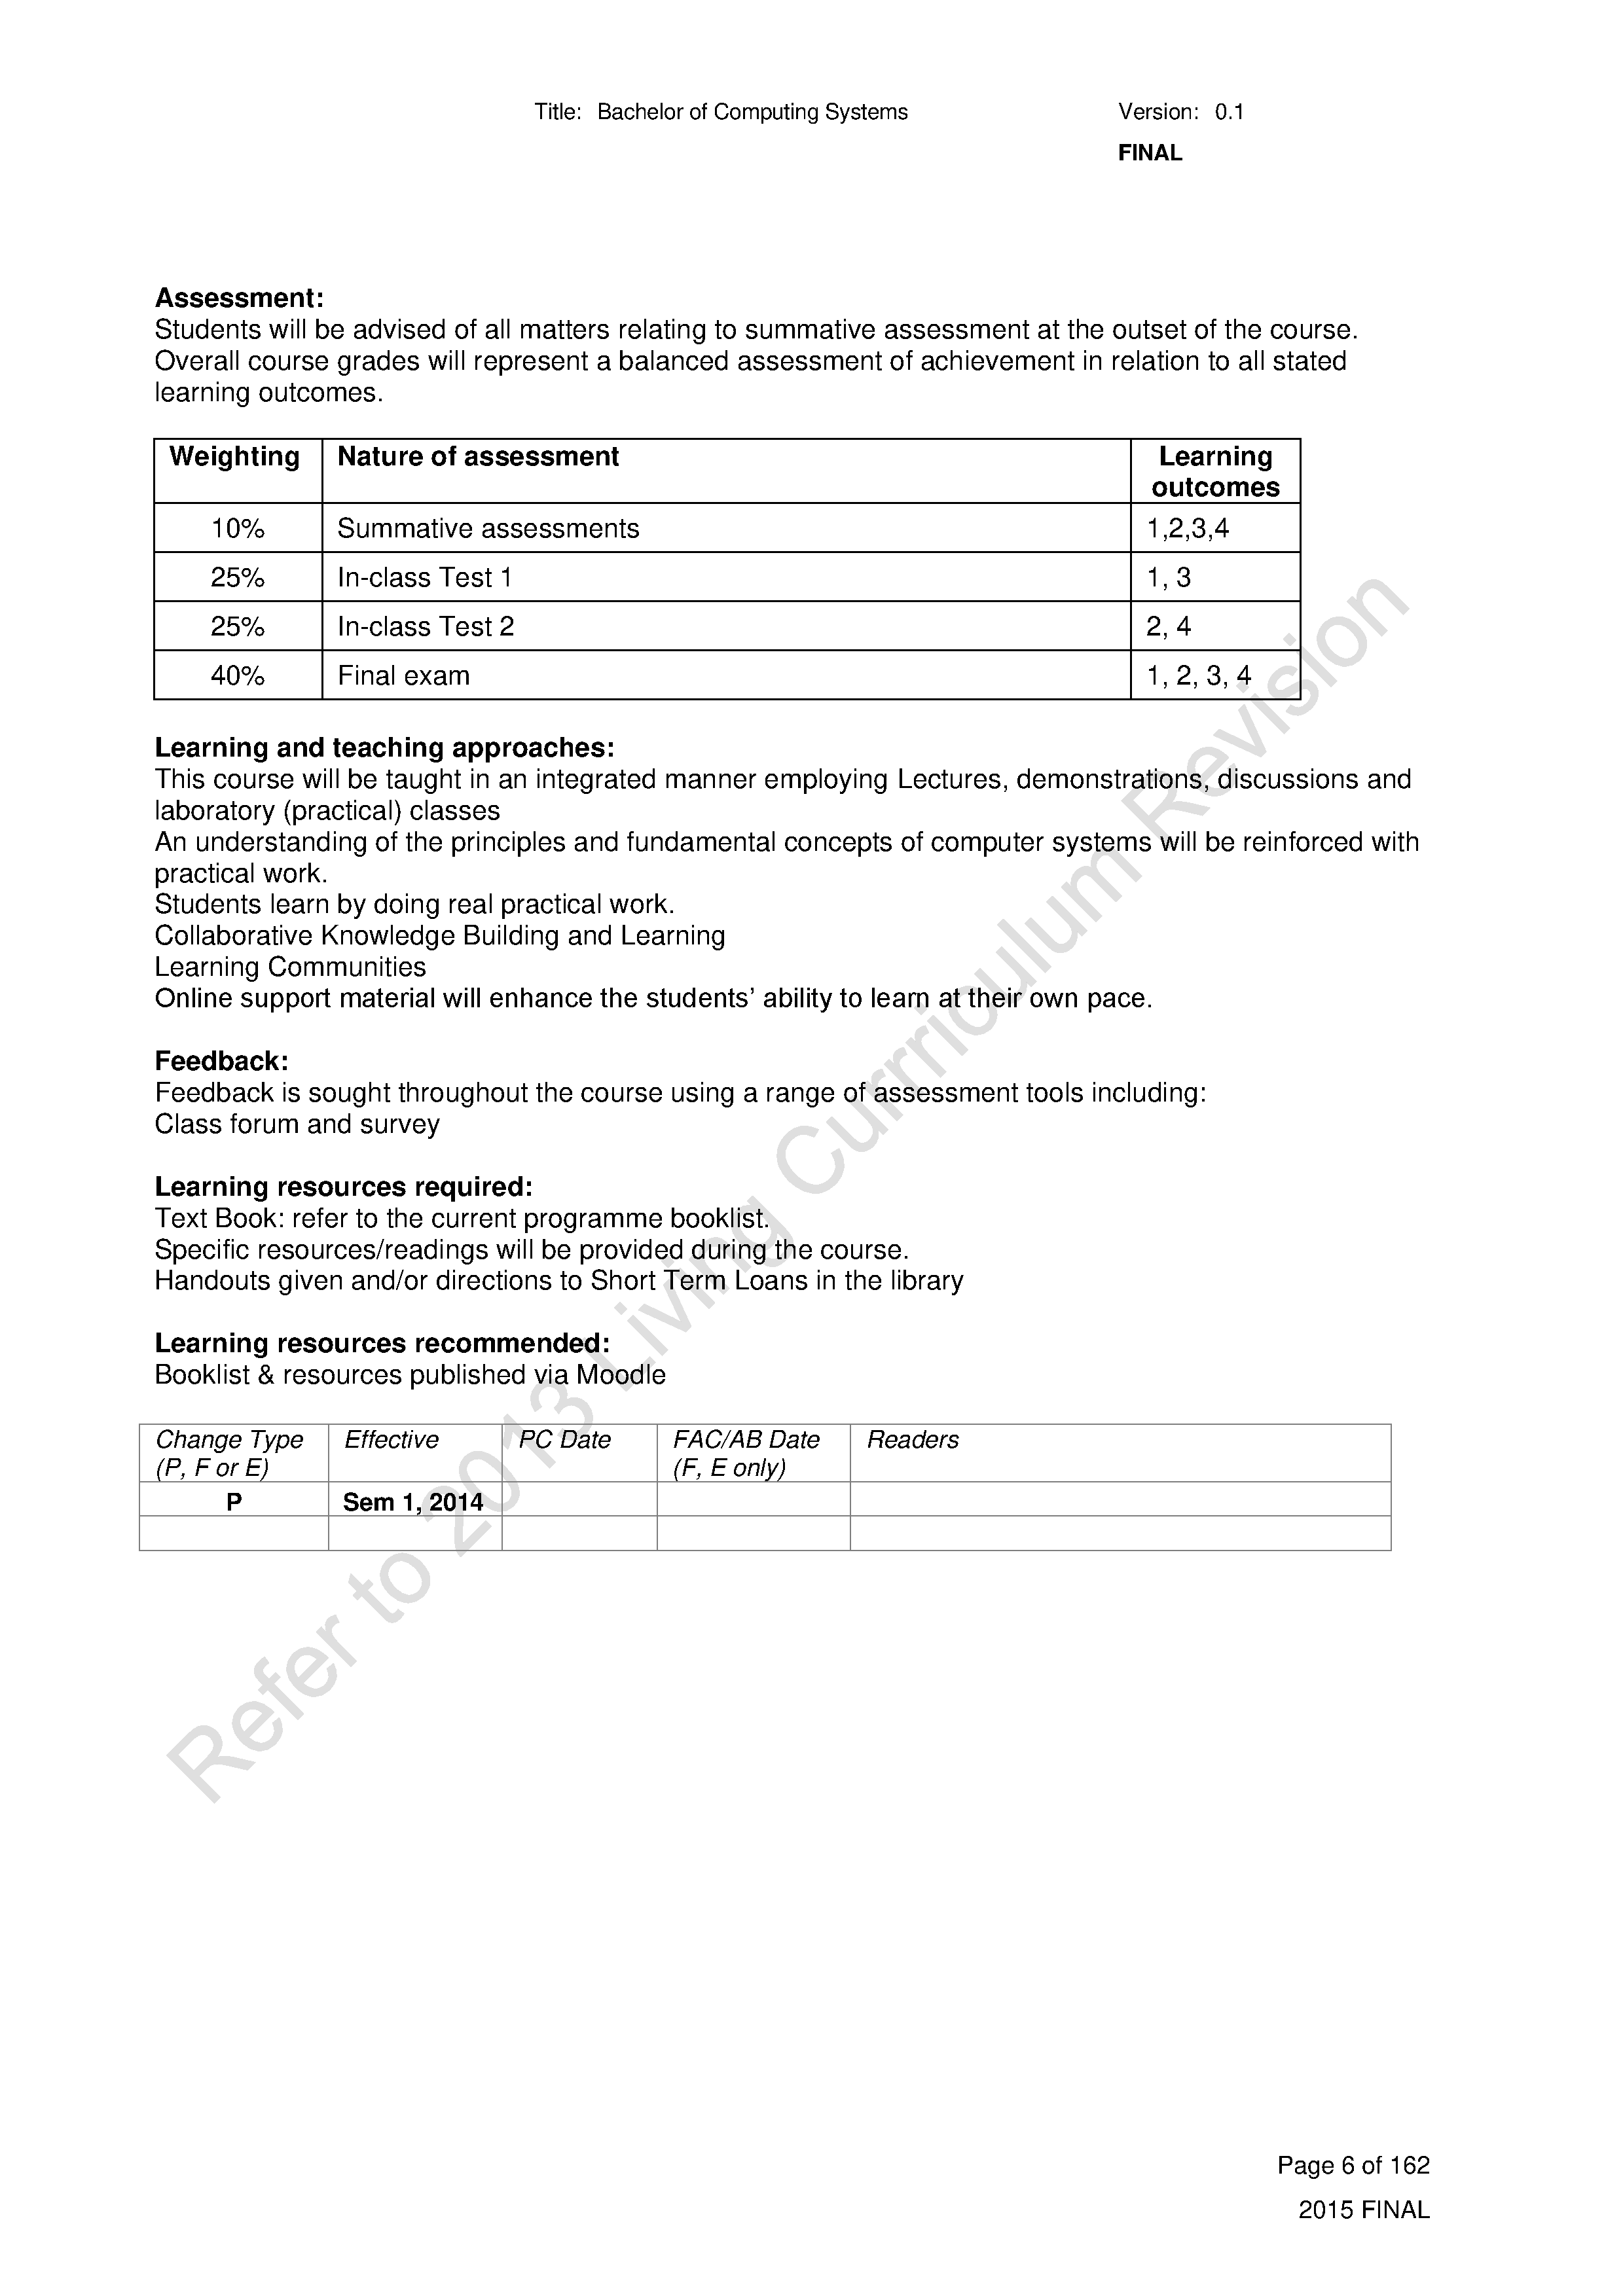 Title: Bachelor of Computing Systems Version: 0.1
FINAL
Assessment:
Students will be advised of all matters relating to summative assessment at the outset of the course.
Overall course grades will represent a balanced assessment of achievement in relation to all stated
learning outcomes.
Weighting Nature of assessment Learning
outcomes
10% Summative assessments 1,2,3,4
25% In-class Test 1 1, 3
25% In-class Test 2 2, 4
40% Final exam 1, 2, 3, 4
Learning and teaching approaches:
This course will be taught in an integrated manner employing Lectures, demonstrations, discussions and
laboratory (practical) classes
An understanding of the principles and fundamental concepts of computer systems will be reinforced with
practical work.
Students learn by doing real practical work.
Collaborative Knowledge Building and Learning
Learning Communities
Online support material will enhance the students’ ability to learn at their own pace.
Feedback:
Feedback is sought throughout the course using a range of assessment tools including:
Class forum and survey
Learning resources required:
Text Book: refer to the current programme booklist.
Specific resources/readings will be provided during the course.
Handouts given and/or directions to Short Term Loans in the library
Learning resources recommended:
Booklist & resources published via Moodle
Change Type Effective PC Date FAC/AB Date Readers
(P, F or E) (F, E only)
P Sem 1, 2014
Refer to 2013 Living Currriculum Revision
Page 6 of 162
2015 FINAL